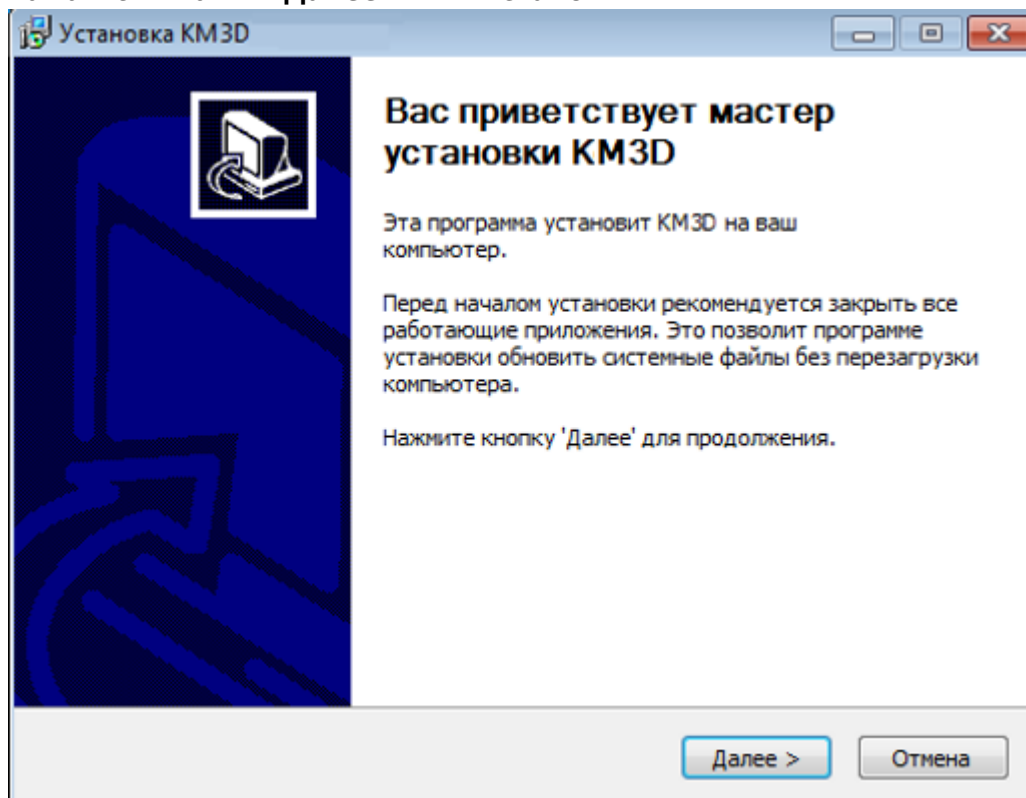 Установка KM3D
Вас приветствует мастер
установки KM3D
Эта программа установит KM3D на ваш
компьютер.
Перед началом установки рекомендуется закрыть все
работающие приложения. Это позволит программе
установки обновить системные файлы без перезагрузки
компьютера.
Нажмите кнопку 'Далее' для продолжения.
Далее >
Отмена